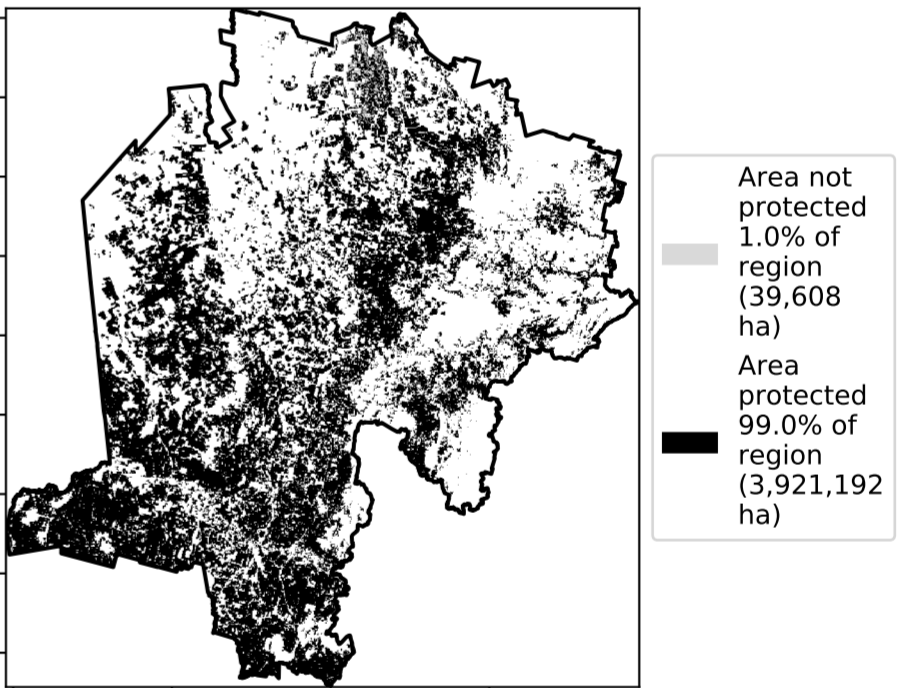 Area not
protected
1.0% of
region
(39,608
ha)
Area
protected
99.0% of
region
(3,921,192
ha)